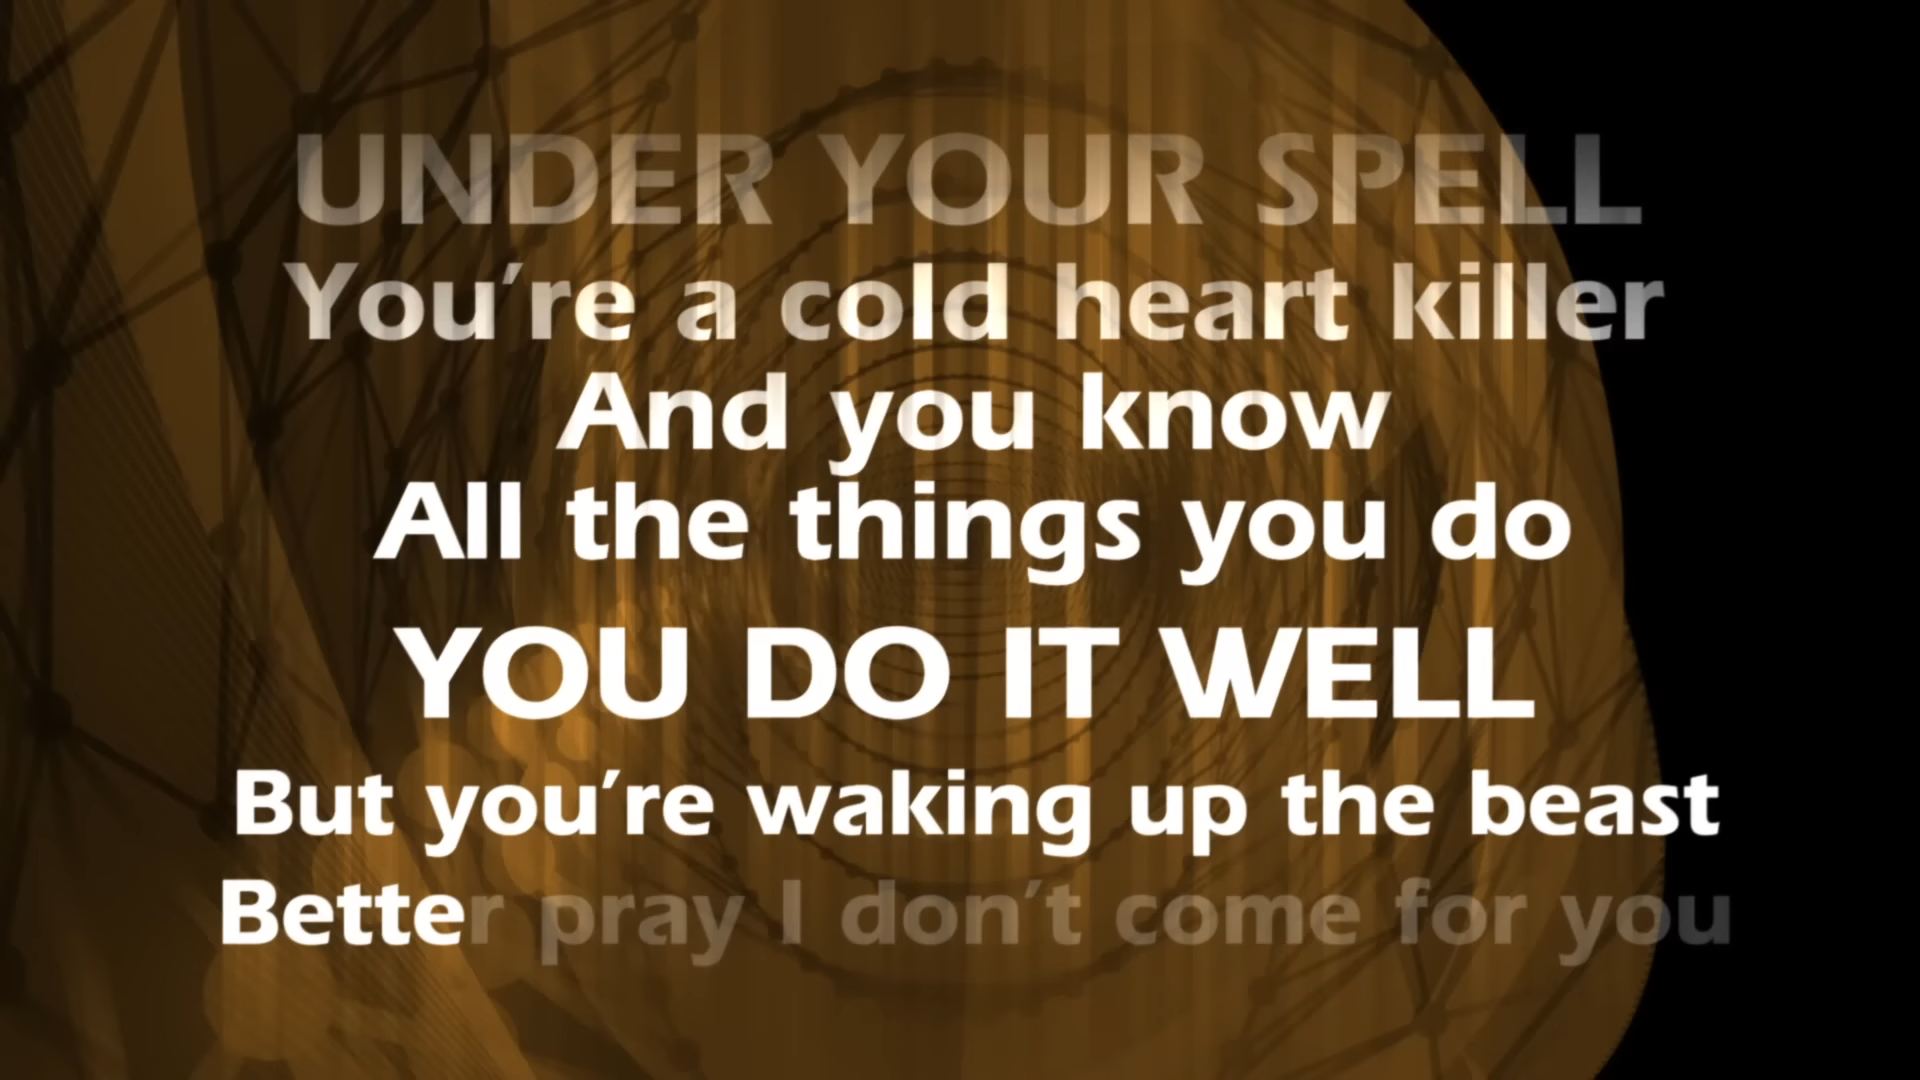 UNDER YOUR SPELL
You're a cold heart killer
And you know
All the things you do
YOU DO IT WELL
But you're waking up the beast
Better pray I don't come for you